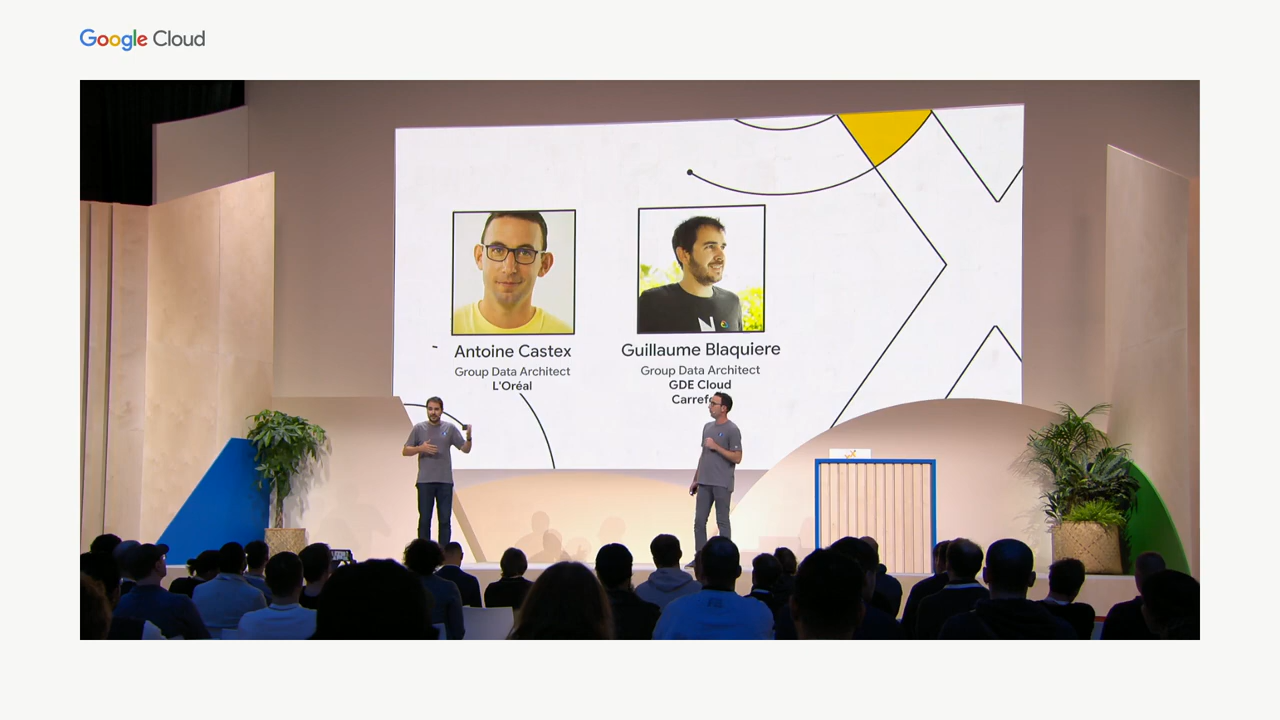 Google Cloud
Antoine Castex
Group Data Architect
L'Oréal
Guillaume Blaquiere
Group Data Architect
GDE Cloud